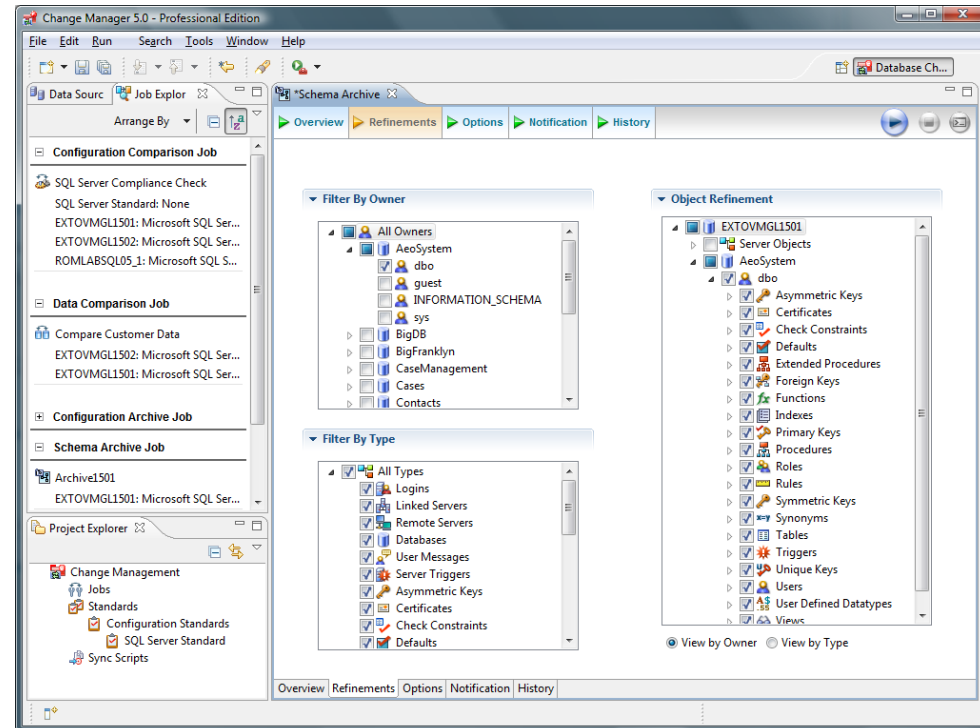 Change Manager 5.0 - Professional Edition
File Edit Run Search Tools Window Help
Database Ch...
Data Sourc Job Explor
Arrange By
Configuration Comparison Job
SQL Server Compliance Check
SQL Server Standard: None
EXTOVMGL1501: Microsoft SQL Ser...
EXTOVMGL1502: Microsoft SQL Ser...
ROMLABSQL05_1: Microsoft SQL S...
Data Comparison Job
Compare Customer Data
EXTOVMGL1502: Microsoft SQL Ser...
EXTOVMGL1501: Microsoft SQL Ser...
Configuration Archive Job
Schema Archive Job
Archive1501
EXTOVMGL1501: Microsoft SQL Ser...
Project Explorer
Change Management
Jobs
Standards
Configuration Standards
SQL Server Standard
Sync Scripts
*Schema Archive
Overview Refinements Options Notification History
Filter By Owner
All Owners
AeoSystem
dbo
guest
INFORMATION_SCHEMA
sys
BigDB
BigFranklyn
CaseManagement
Cases
Contacts
Filter By Type
All Types
Logins
Linked Servers
Remote Servers
Databases
User Messages
Server Triggers
Asymmetric Keys
Certificates
Check Constraints
Defaults
Object Refinement
EXTOVMGL1501
Server Objects
AeoSystem
dbo
Asymmetric Keys
Certificates
Check Constraints
Defaults
Extended Procedures
Foreign Keys
Functions
Indexes
Primary Keys
Procedures
Roles
Rules
Symmetric Keys
Synonyms
Tables
Triggers
Unique Keys
Users
User Defined Datatypes
Views
View by Owner View by Type
Overview Refinements Options Notification History